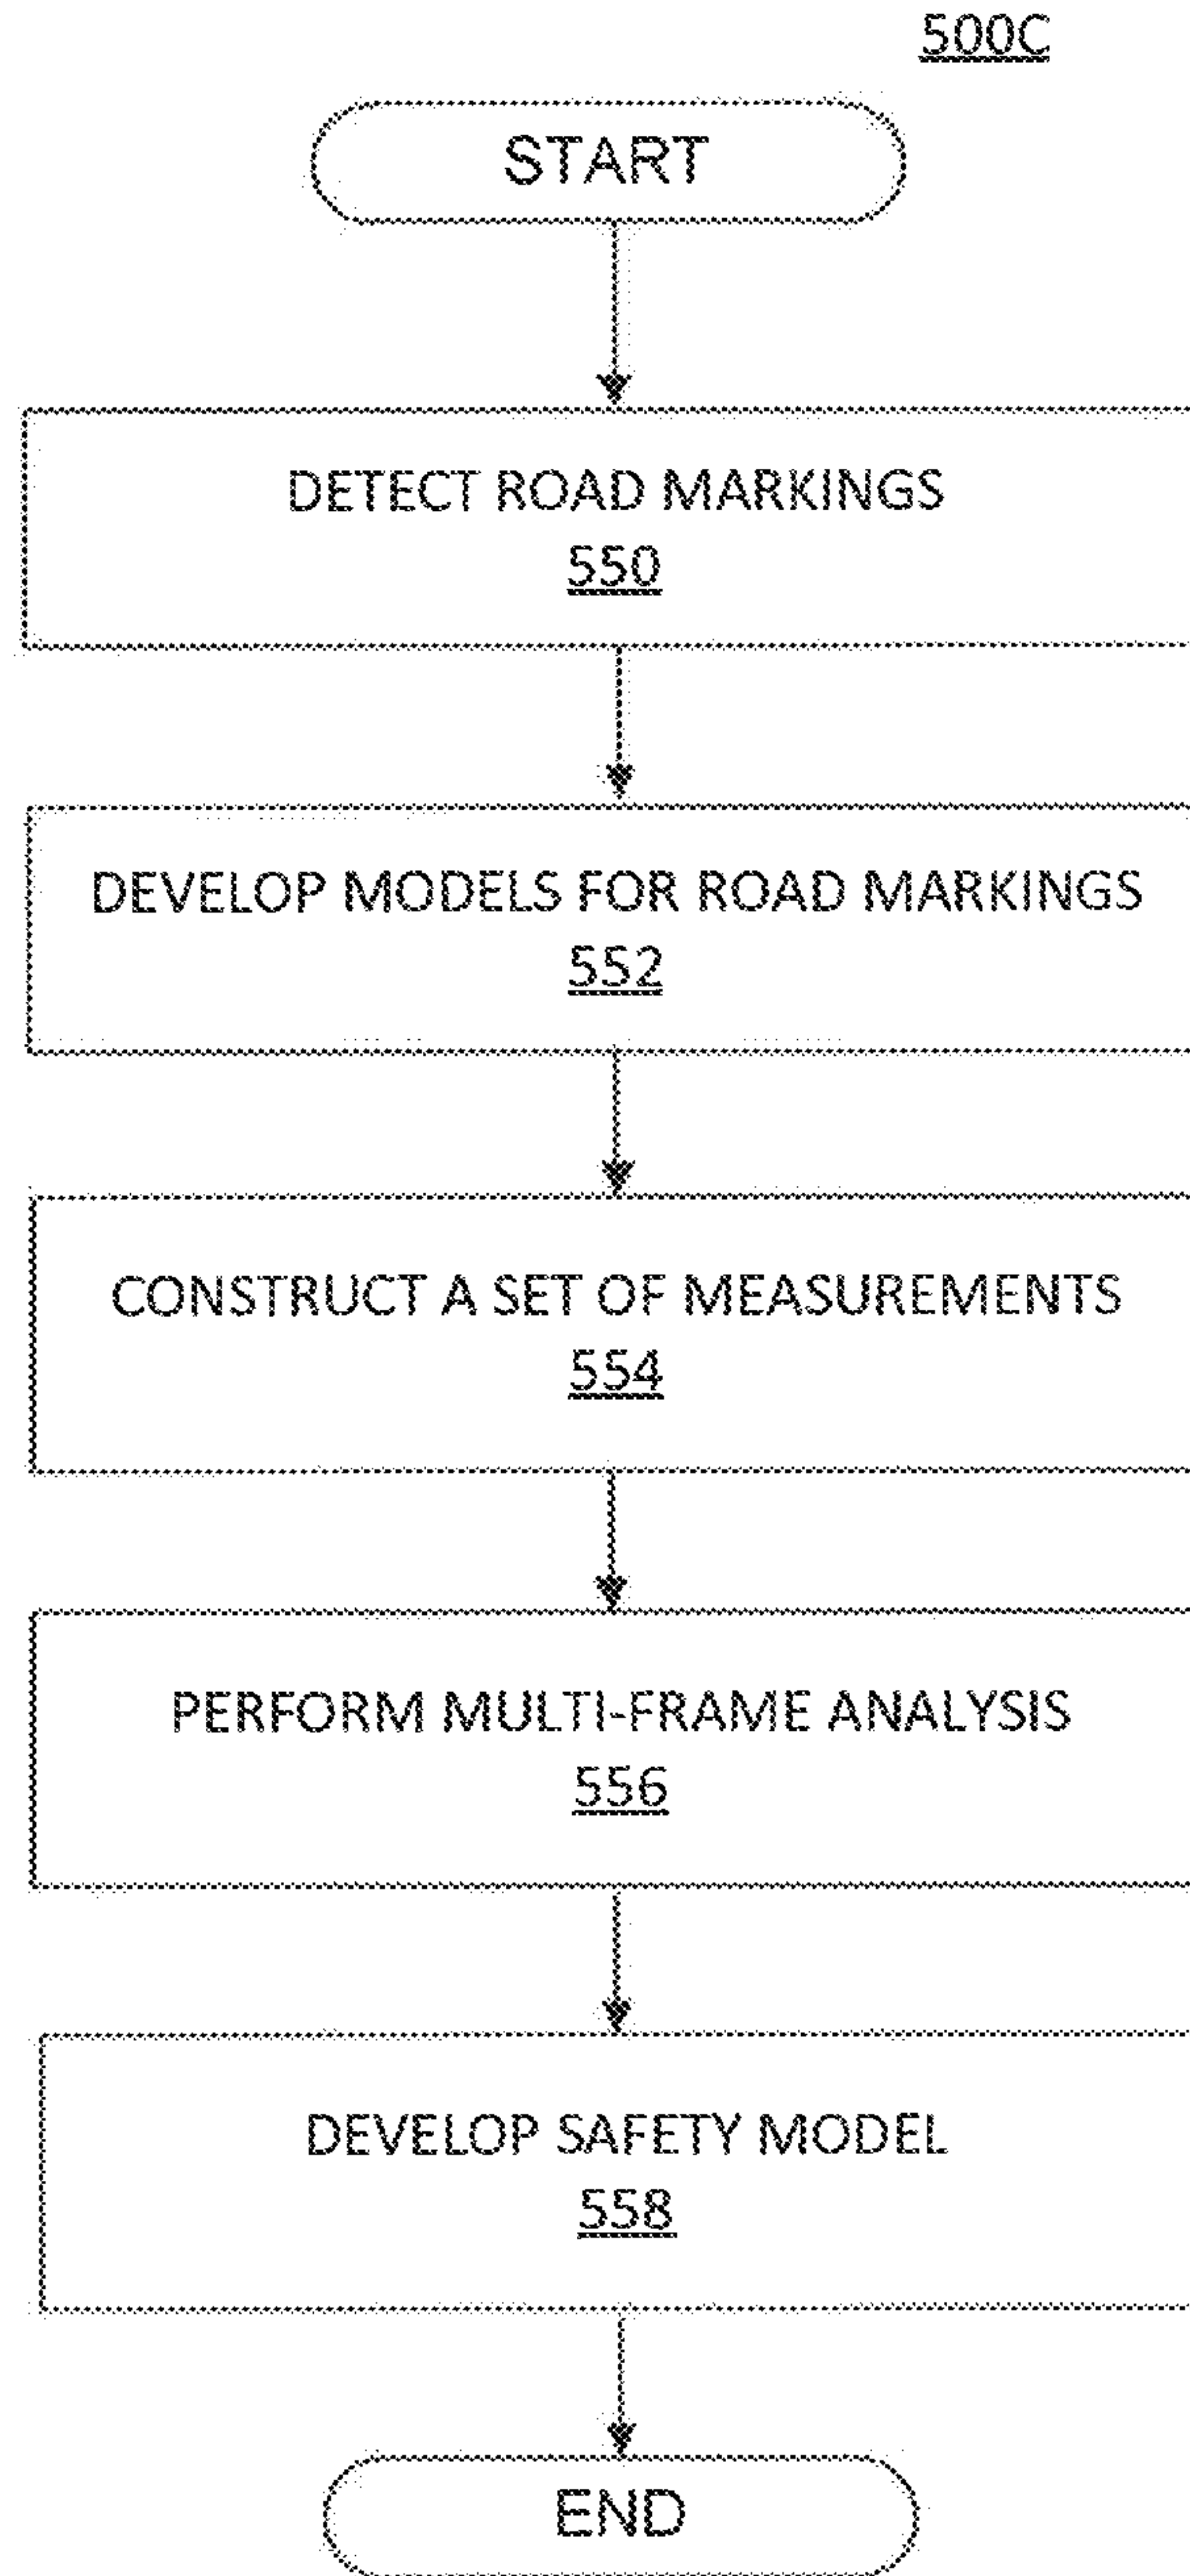 500C
START
DETECT ROAD MARKINGS
550
DEVELOP MODELS FOR ROAD MARKINGS
552
CONSTRUCT A SET OF MEASUREMENTS
554
PERFORM MULTI-FRAME ANALYSIS
556
DEVELOP SAFETY MODEL
558
END